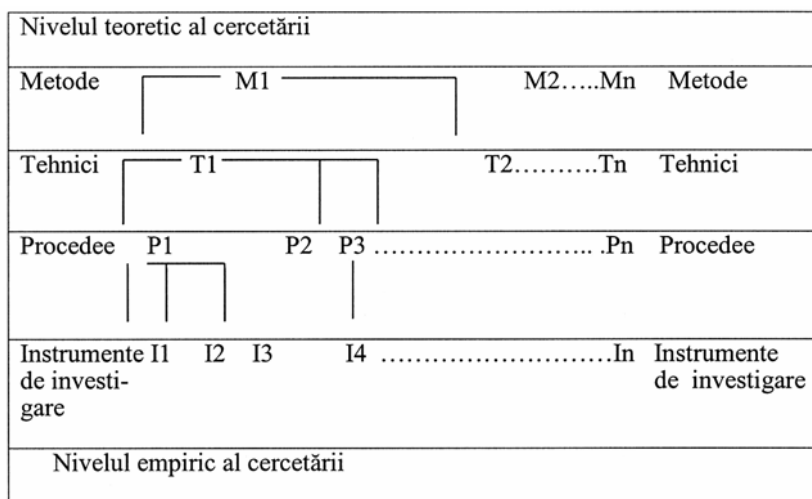 Nivelul teoretic al cercetării
Metode M1 M2…..Mn Metode
Tehnici T1 T2……….Tn Tehnici
Procedee P1 P2 P3 …………………….. .Pn Procedee
Instrumente I1 I2 I3 I4 ………………………In Instrumente
de investi- de investigare
gare
Nivelul empiric al cercetării